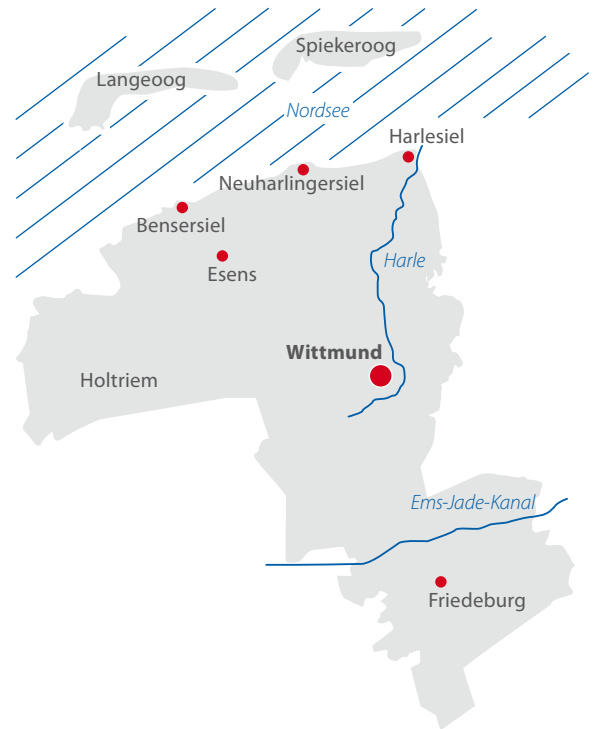 Spiekeroog
Langeoog
Nordsee
Harlesiel
Neuharlingersiel
Bensersiel
Harle
Esens
Wittmund
Holtriem
Ems-Jade-Kanal
Friedeburg